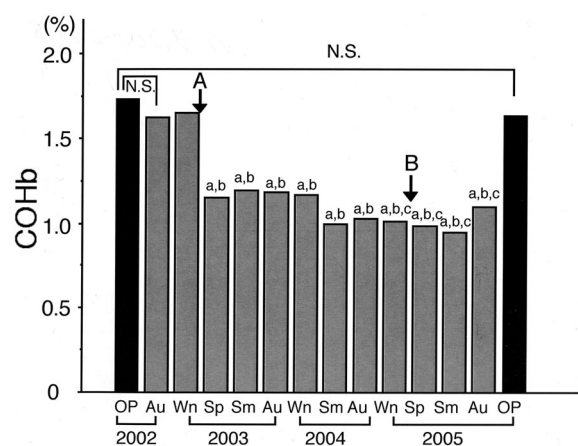 (%)
N.S.
2.0
N.S.
A
1.5
B
a,b a,b a,b a,b a,b,c a,b,c
a,b a,b a,b,c a,b,c
1.0
COHb
0.5
0
OP Au Wn Sp Sm Au Wn Sm Au Wn Sp Sm Au OP
2002 2003 2004 2005